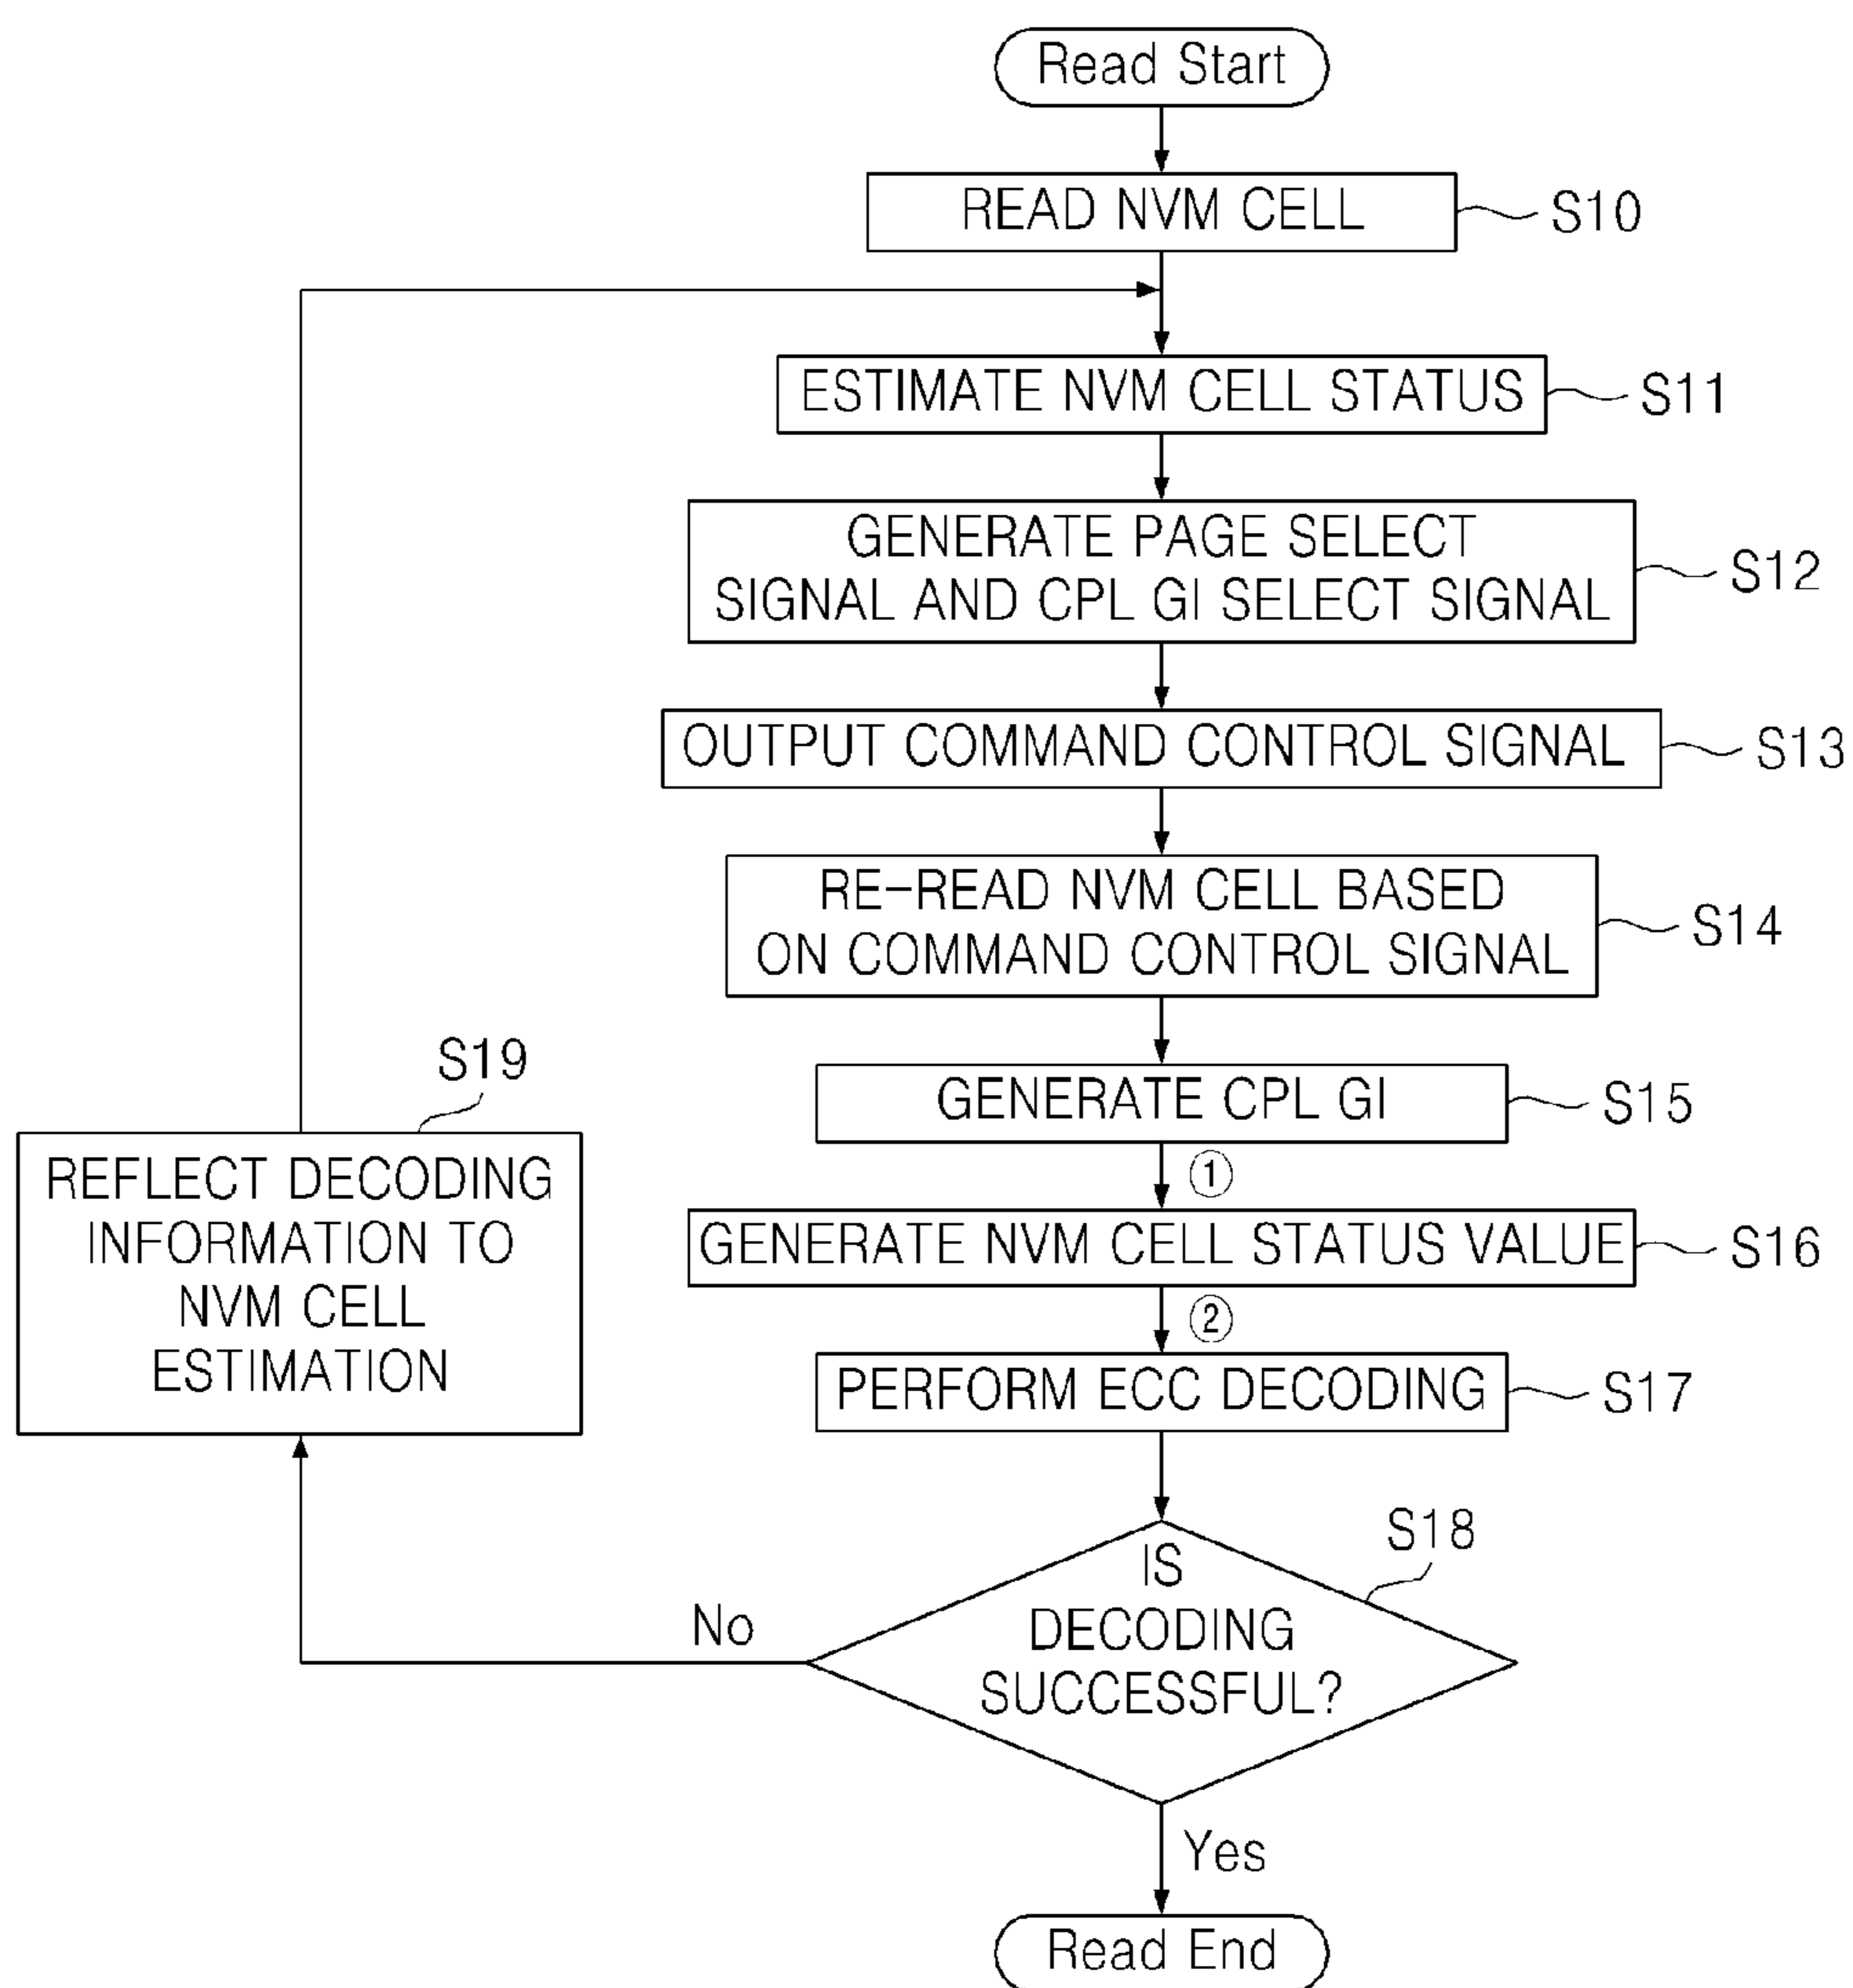 Read Start
READ NVM CELL
S10
ESTIMATE NVM CELL STATUS
S11
GENERATE PAGE SELECT
SIGNAL AND CPL GI SELECT SIGNAL
S12
OUTPUT COMMAND CONTROL SIGNAL
S13
RE-READ NVM CELL BASED
ON COMMAND CONTROL SIGNAL
S14
GENERATE CPL GI
S15
①
GENERATE NVM CELL STATUS VALUE
S16
②
PERFORM ECC DECODING
S17
IS
DECODING
SUCCESSFUL?
S18
No
S19
REFLECT DECODING
INFORMATION TO
NVM CELL
ESTIMATION
Yes
Read End